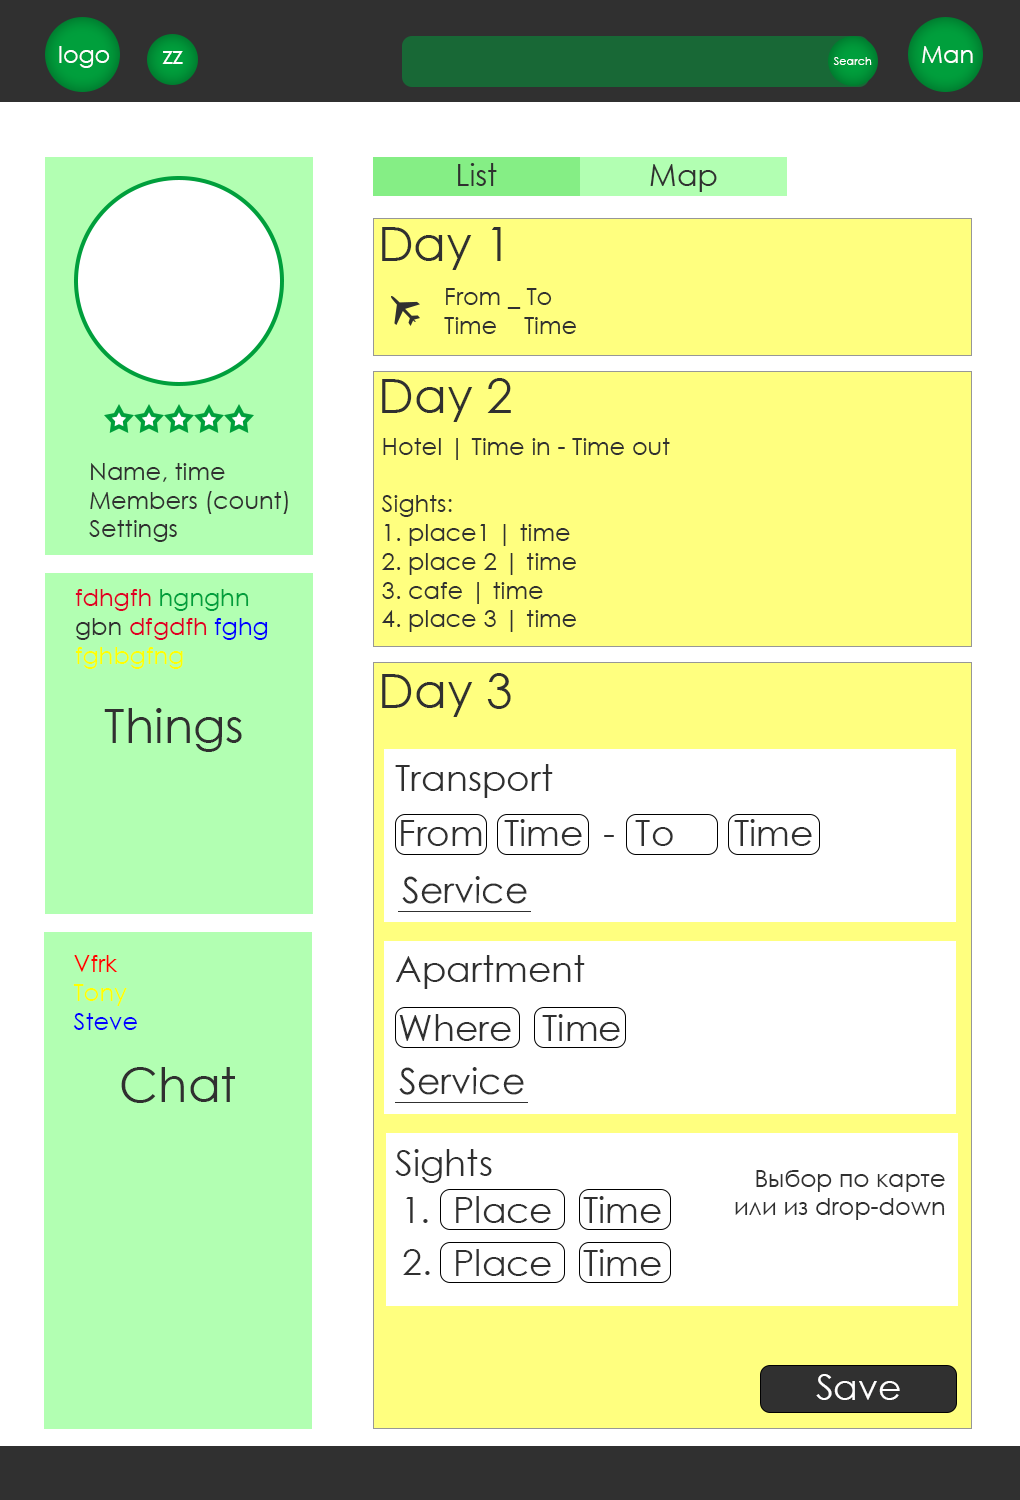 logo
zz
Search
Man
List
Map
Name, time
Members (count)
Settings
fdhgfh hgnghn
gbn dfgdfh fghg
fghbgfng
Things
Vfrk
Tony
Steve
Chat
Day 1
From _ To
Time Time
Day 2
Hotel | Time in - Time out
Sights:
1. place1 | time
2. place 2 | time
3. cafe | time
4. place 3 | time
Day 3
Transport
From Time - To Time
Service
Apartment
Where Time
Service
Sights
1. Place Time
2. Place Time
Выбор по карте
или из drop-down
Save